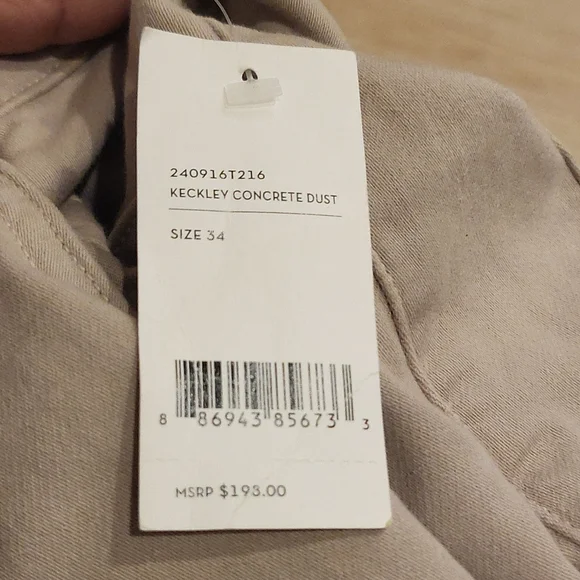 240916T216
KECKLEY CONCRETE DUST
SIZE 34
8 86943 85673 3
MSRP $193.00